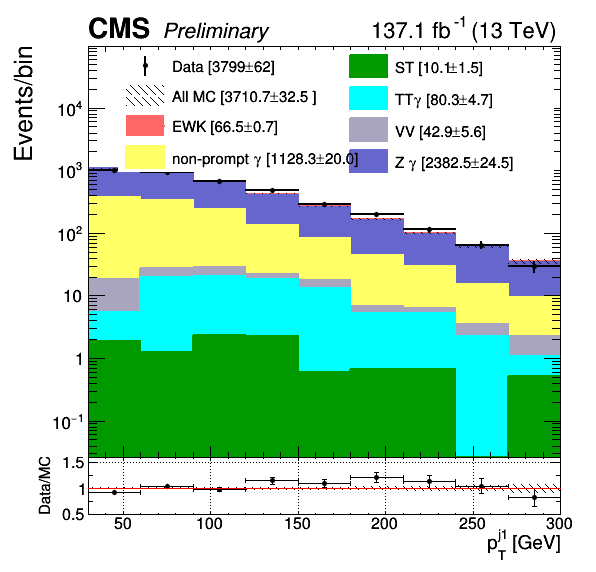 CMS Preliminary 137.1 fb⁻¹ (13 TeV)
Events/bin
Data [3799±62]
All MC [3710.7±32.5 ]
EWK [66.5±0.7]
non-prompt γ [1128.3±20.0]
ST [10.1±1.5]
TTγ [80.3±4.7]
VV [42.9±5.6]
Z γ [2382.5±24.5]
10⁴
10³
10²
10
1
10⁻¹
Data/MC
1.5
1
0.5
50 100 150 200 250 300
p_T^j1 [GeV]